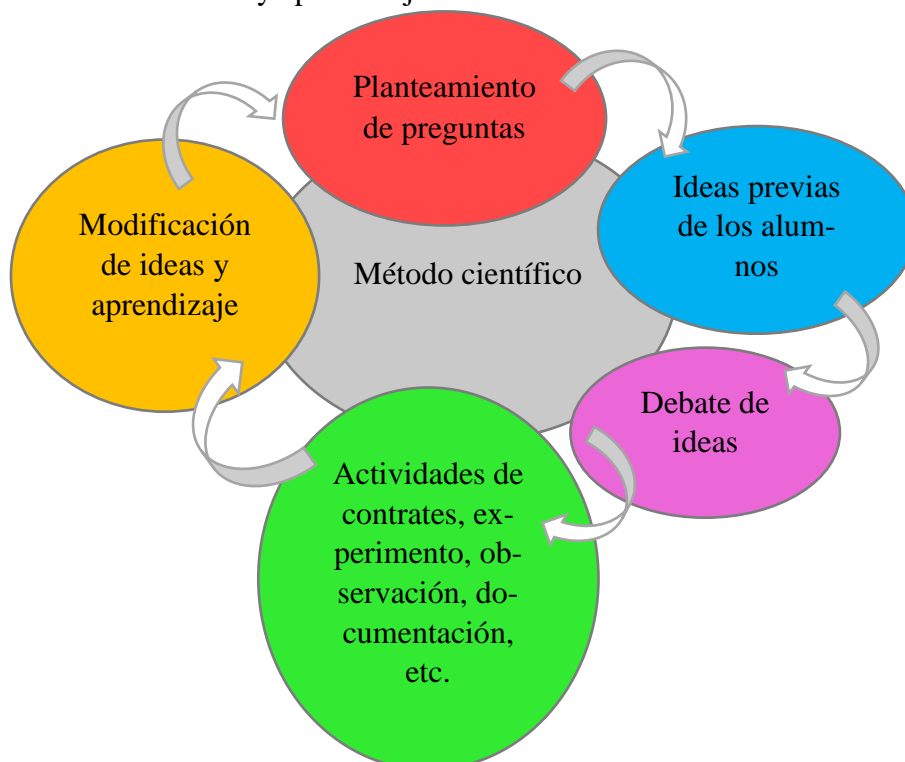 Planteamiento
de preguntas
Ideas previas
de los alum-
nos
Debate de
ideas
Actividades de
contrates, ex-
perimento, ob-
servación, do-
cumentación,
etc.
Modificación
de ideas y
aprendizaje
Método científico